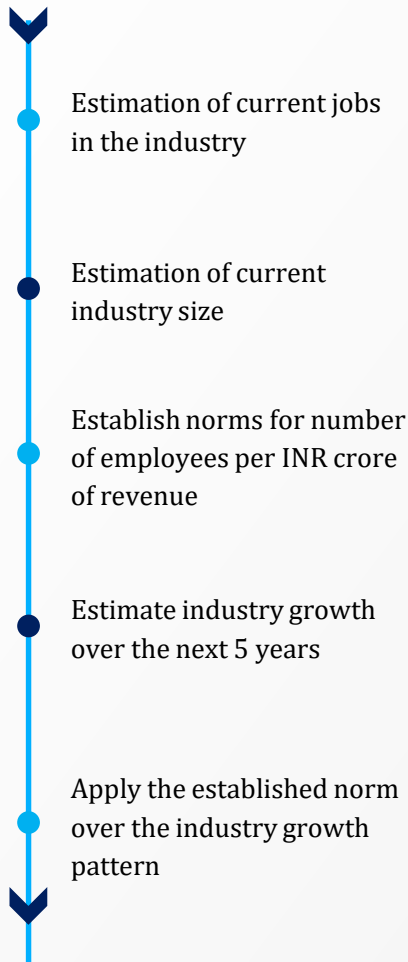 Estimation of current jobs
in the industry
Estimation of current
industry size
Establish norms for number
of employees per INR crore
of revenue
Estimate industry growth
over the next 5 years
Apply the established norm
over the industry growth
pattern